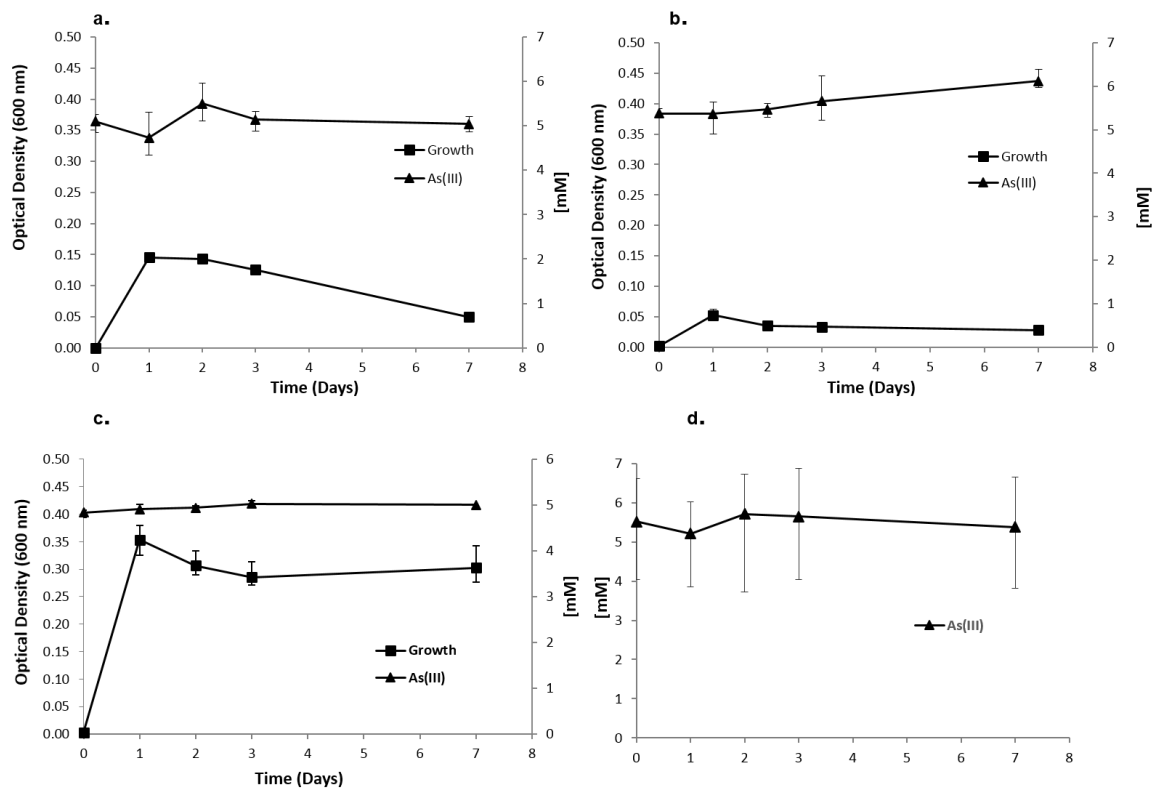 a.
0.50
0.45
0.40
0.35
0.30
0.25
0.20
0.15
0.10
0.05
0.00
Optical Density (600 nm)
7
6
5
4
3
2
1
0
[mM]
Growth
As(III)
0 1 2 3 4 5 6 7 8
Time (Days)
b.
0.50
0.45
0.40
0.35
0.30
0.25
0.20
0.15
0.10
0.05
0.00
Optical Density (600 nm)
7
6
5
4
3
2
1
0
[mM]
Growth
As(III)
0 1 2 3 4 5 6 7 8
Time (Days)
c.
0.50
0.45
0.40
0.35
0.30
0.25
0.20
0.15
0.10
0.05
0.00
Optical Density (600 nm)
6
5
4
3
2
1
0
[mM]
Growth
As(III)
0 1 2 3 4 5 6 7 8
Time (Days)
d.
7
6
5
4
3
2
1
0
[mM]
As(III)
0 1 2 3 4 5 6 7 8